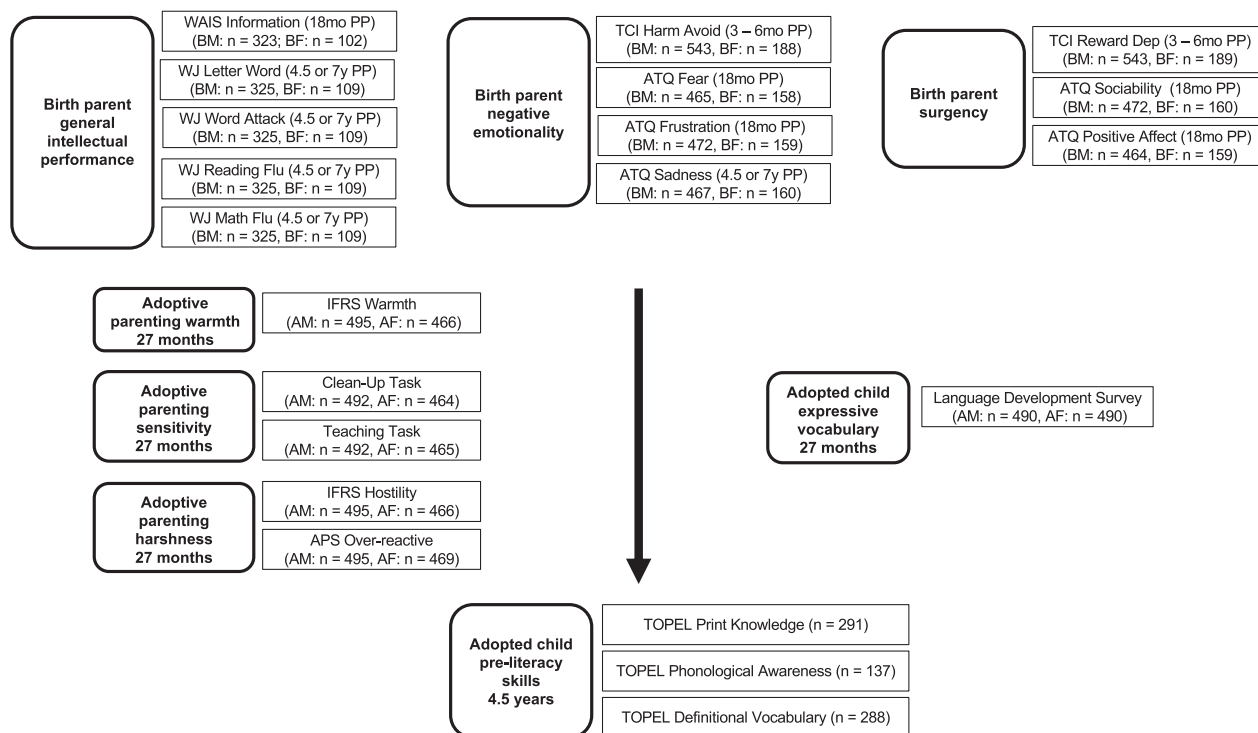 Birth parent
general
intellectual
performance
WAIS Information (18mo PP)
(BM: n = 323; BF: n = 102)
WJ Letter Word (4.5 or 7y PP)
(BM: n = 325, BF: n = 109)
WJ Word Attack (4.5 or 7y PP)
(BM: n = 325, BF: n = 109)
WJ Reading Flu (4.5 or 7y PP)
(BM: n = 325, BF: n = 109)
WJ Math Flu (4.5 or 7y PP)
(BM: n = 325, BF: n = 109)
Birth parent
negative
emotionality
TCI Harm Avoid (3 – 6mo PP)
(BM: n = 543, BF: n = 188)
ATQ Fear (18mo PP)
(BM: n = 465, BF: n = 158)
ATQ Frustration (18mo PP)
(BM: n = 472, BF: n = 159)
ATQ Sadness (4.5 or 7y PP)
(BM: n = 467, BF: n = 160)
Birth parent
surgency
TCI Reward Dep (3 – 6mo PP)
(BM: n = 543, BF: n = 189)
ATQ Sociability (18mo PP)
(BM: n = 472, BF: n = 160)
ATQ Positive Affect (18mo PP)
(BM: n = 464, BF: n = 159)
Adoptive
parenting warmth
27 months
IFRS Warmth
(AM: n = 495, AF: n = 466)
Adoptive
parenting
sensitivity
27 months
Clean-Up Task
(AM: n = 492, AF: n = 464)
Teaching Task
(AM: n = 492, AF: n = 465)
Adoptive
parenting
harshness
27 months
IFRS Hostility
(AM: n = 495, AF: n = 466)
APS Over-reactive
(AM: n = 495, AF: n = 469)
Adopted child
expressive
vocabulary
27 months
Language Development Survey
(AM: n = 490, AF: n = 490)
Adopted child
pre-literacy
skills
4.5 years
TOPEL Print Knowledge (n = 291)
TOPEL Phonological Awareness (n = 137)
TOPEL Definitional Vocabulary (n = 288)